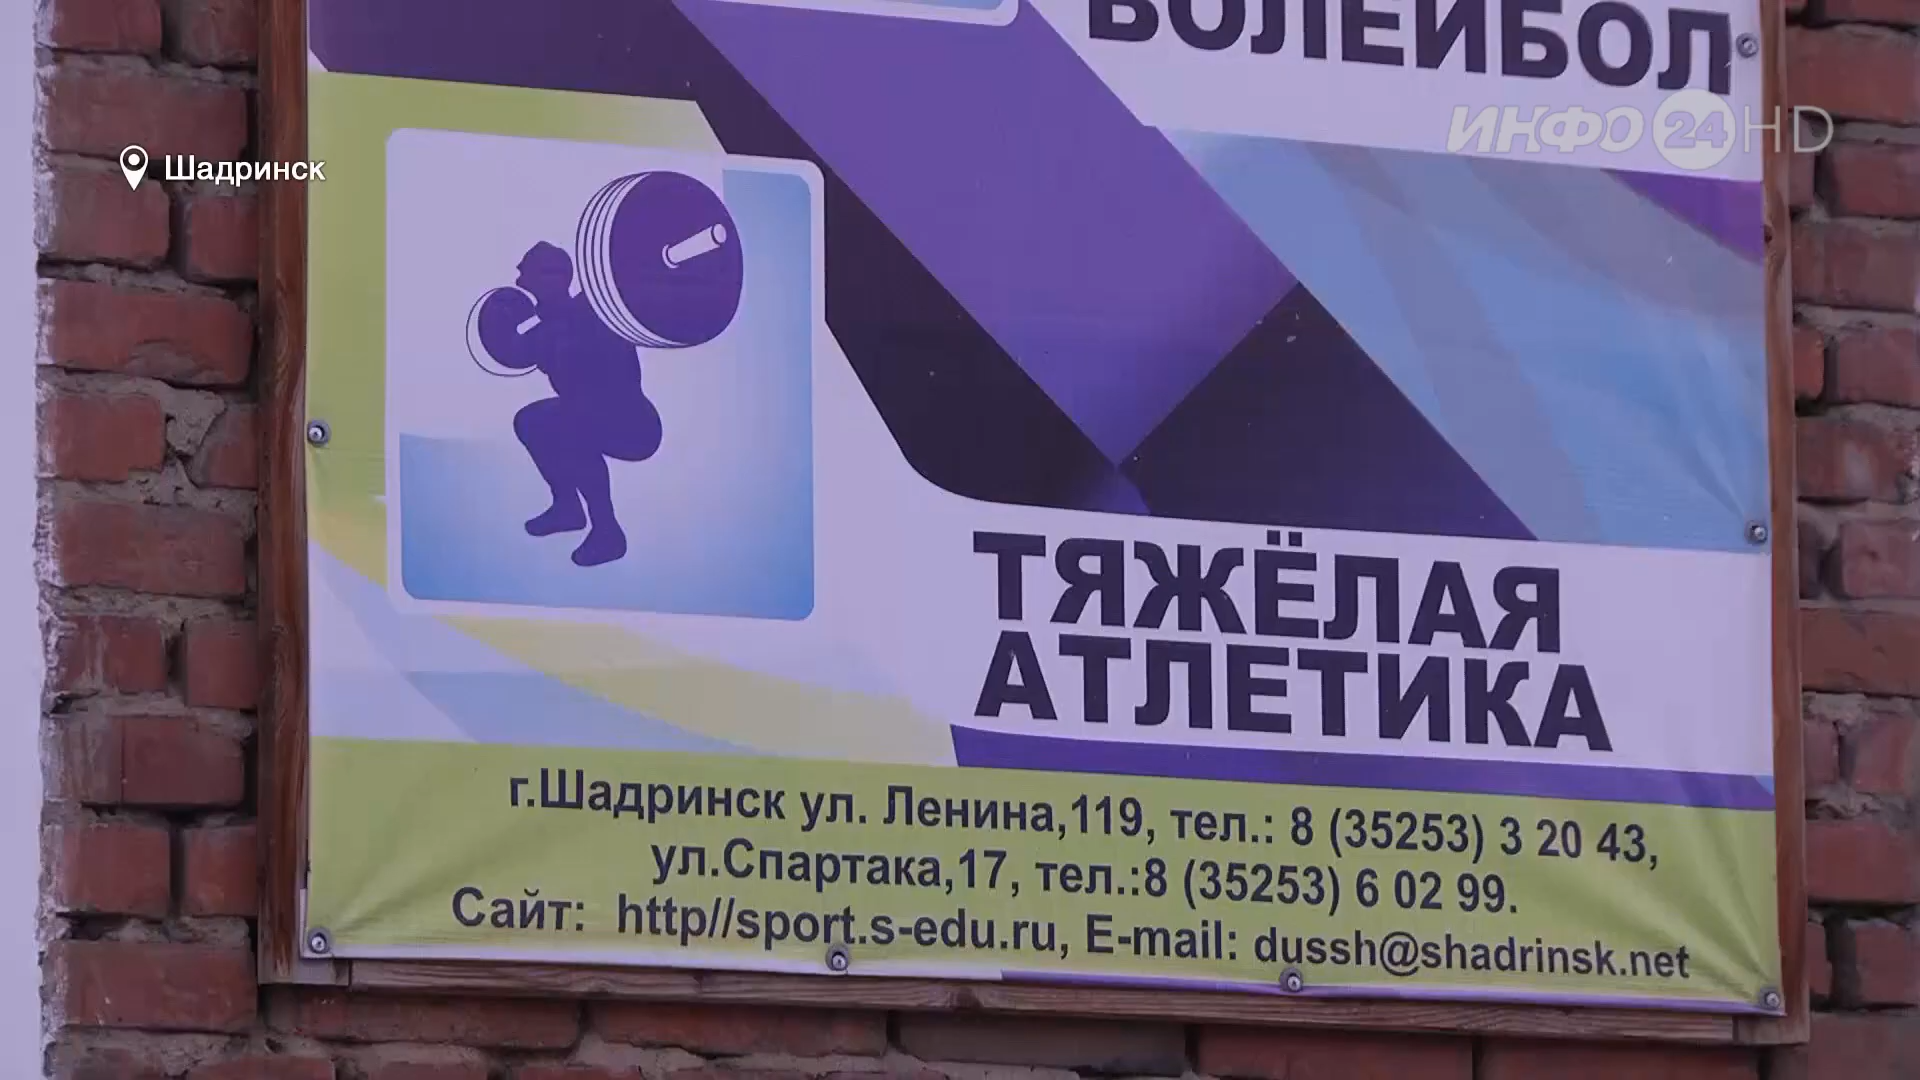 ВОЛЕЙБОЛ
ИНФО 24 HD
Шадринск
ТЯЖЁЛАЯ
АТЛЕТИКА
г.Шадринск ул. Ленина,119, тел.: 8 (35253) 3 20 43,
ул.Спартака,17, тел.:8 (35253) 6 02 99.
Сайт: http//sport.s-edu.ru, E-mail: dussh@shadrinsk.net